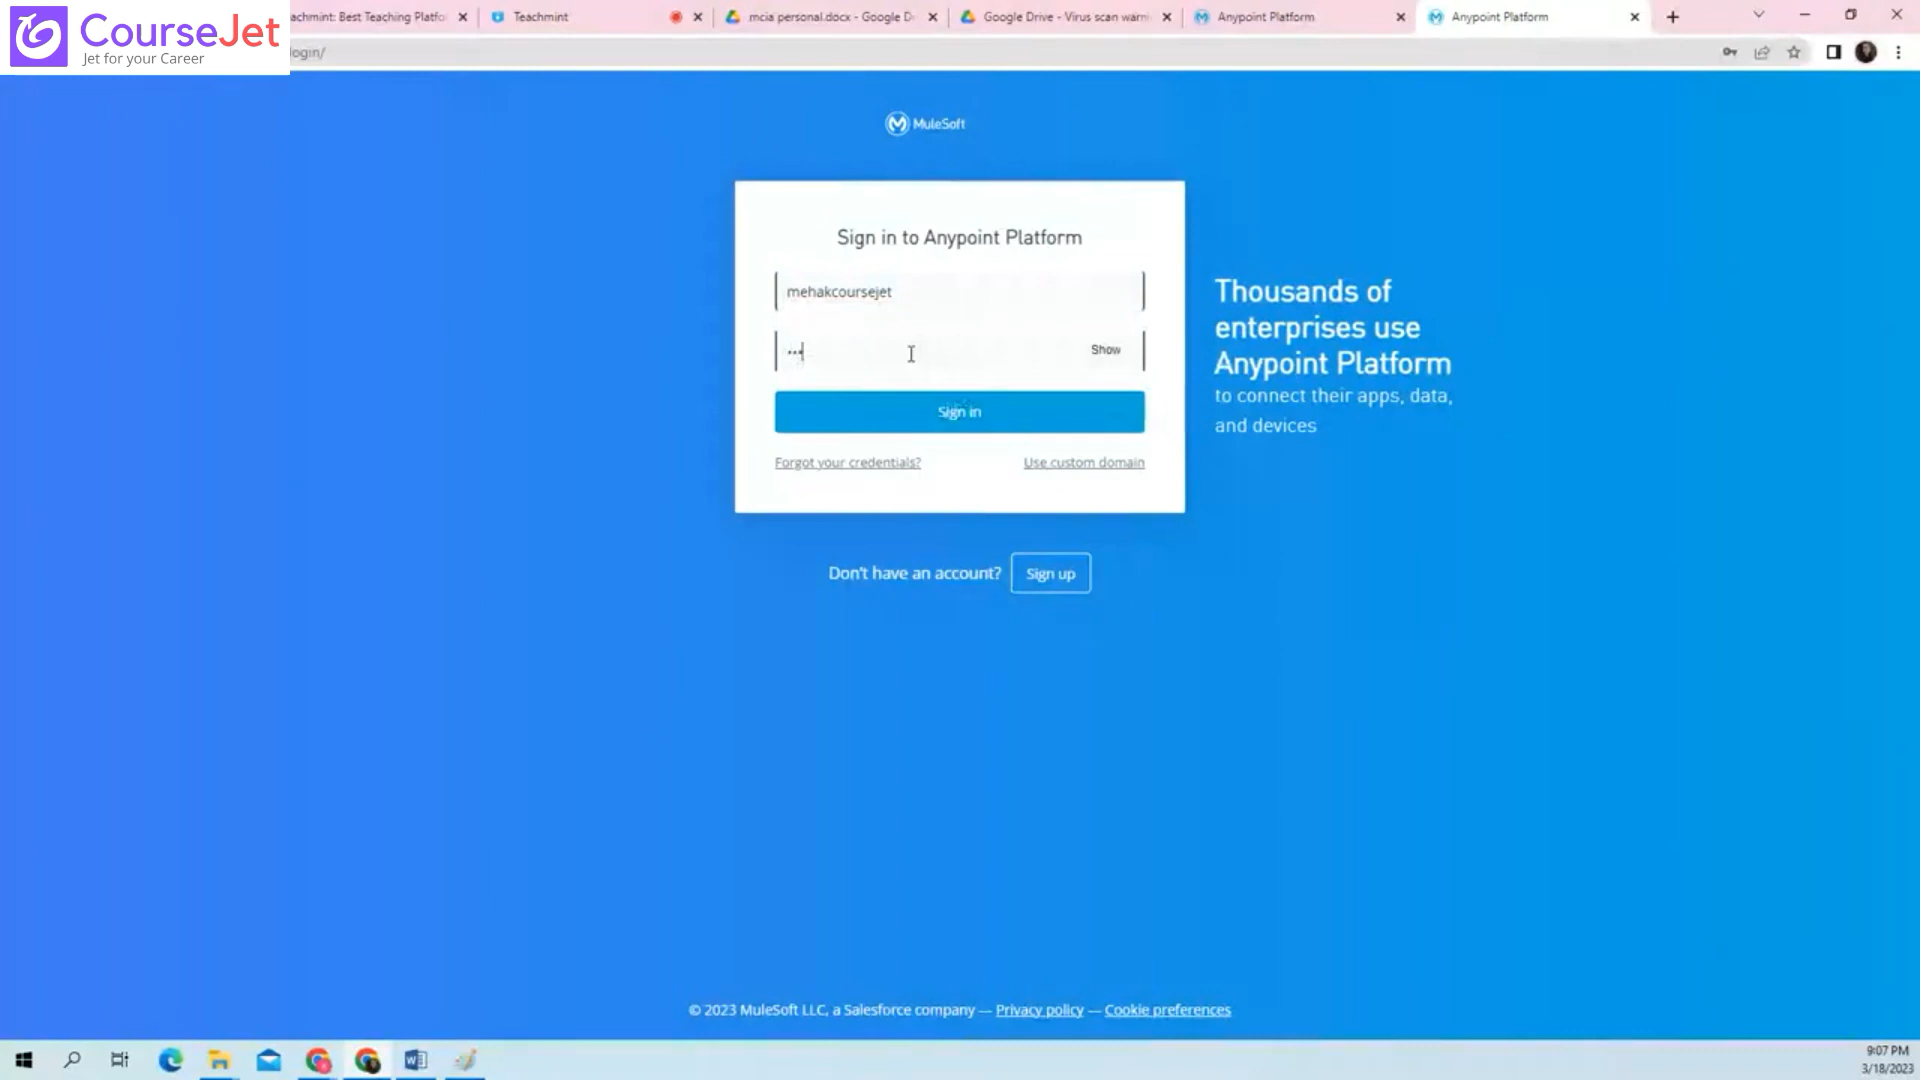 CourseJet
Jet for your Career
achmint: Best Teaching Platfo
Teachmint
mcia personal.docx - Google D
Google Drive - Virus scan warn
Anypoint Platform
Anypoint Platform
login/
MuleSoft
Sign in to Anypoint Platform
mehakcoursejet
Show
Sign in
Forgot your credentials?
Use custom domain
Thousands of
enterprises use
Anypoint Platform
to connect their apps, data,
and devices
Don't have an account?
Sign up
© 2023 MuleSoft LLC, a Salesforce company — Privacy policy — Cookie preferences
9:07 PM
3/18/2023